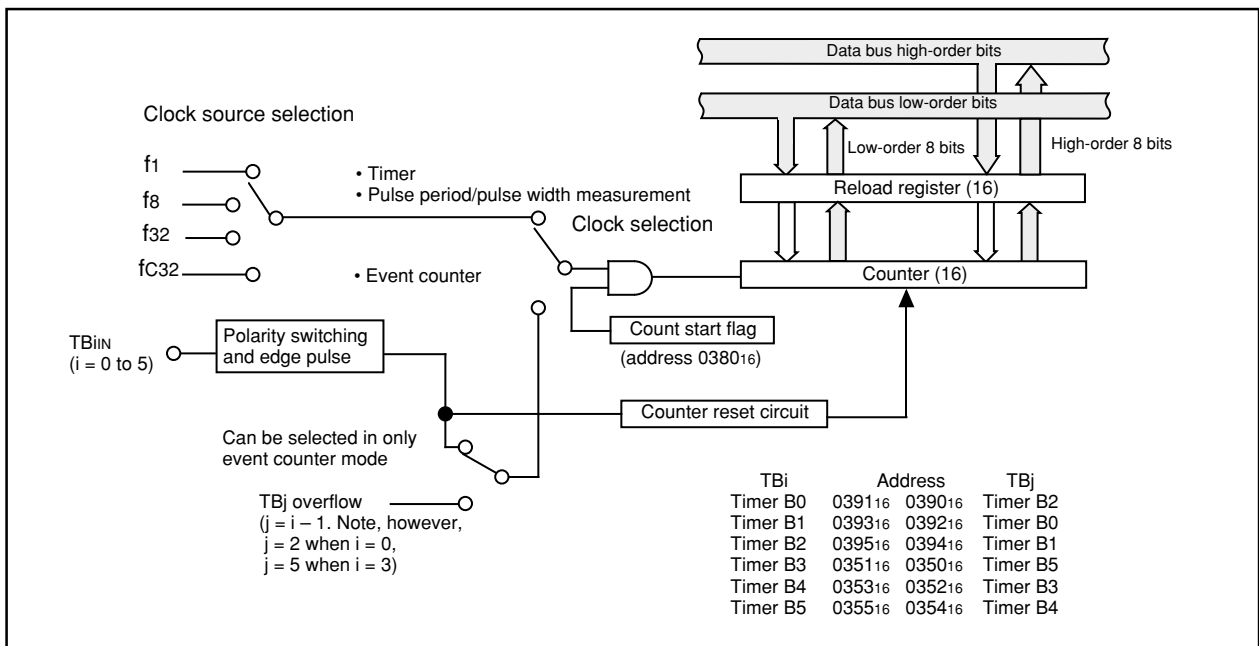 Data bus high-order bits
Data bus low-order bits
Clock source selection
Low-order 8 bits
High-order 8 bits
f1
• Timer
• Pulse period/pulse width measurement
Reload register (16)
f8
Clock selection
f32
fC32
• Event counter
Counter (16)
Polarity switching
and edge pulse
TBiIN
(i = 0 to 5)
Count start flag
(address 038016)
Counter reset circuit
Can be selected in only
event counter mode
TBj overflow
(j = i – 1. Note, however,
j = 2 when i = 0,
j = 5 when i = 3)
TBi Address TBj
Timer B0 039116 039016 Timer B2
Timer B1 039316 039216 Timer B0
Timer B2 039516 039416 Timer B1
Timer B3 035116 035016 Timer B5
Timer B4 035316 035216 Timer B3
Timer B5 035516 035416 Timer B4